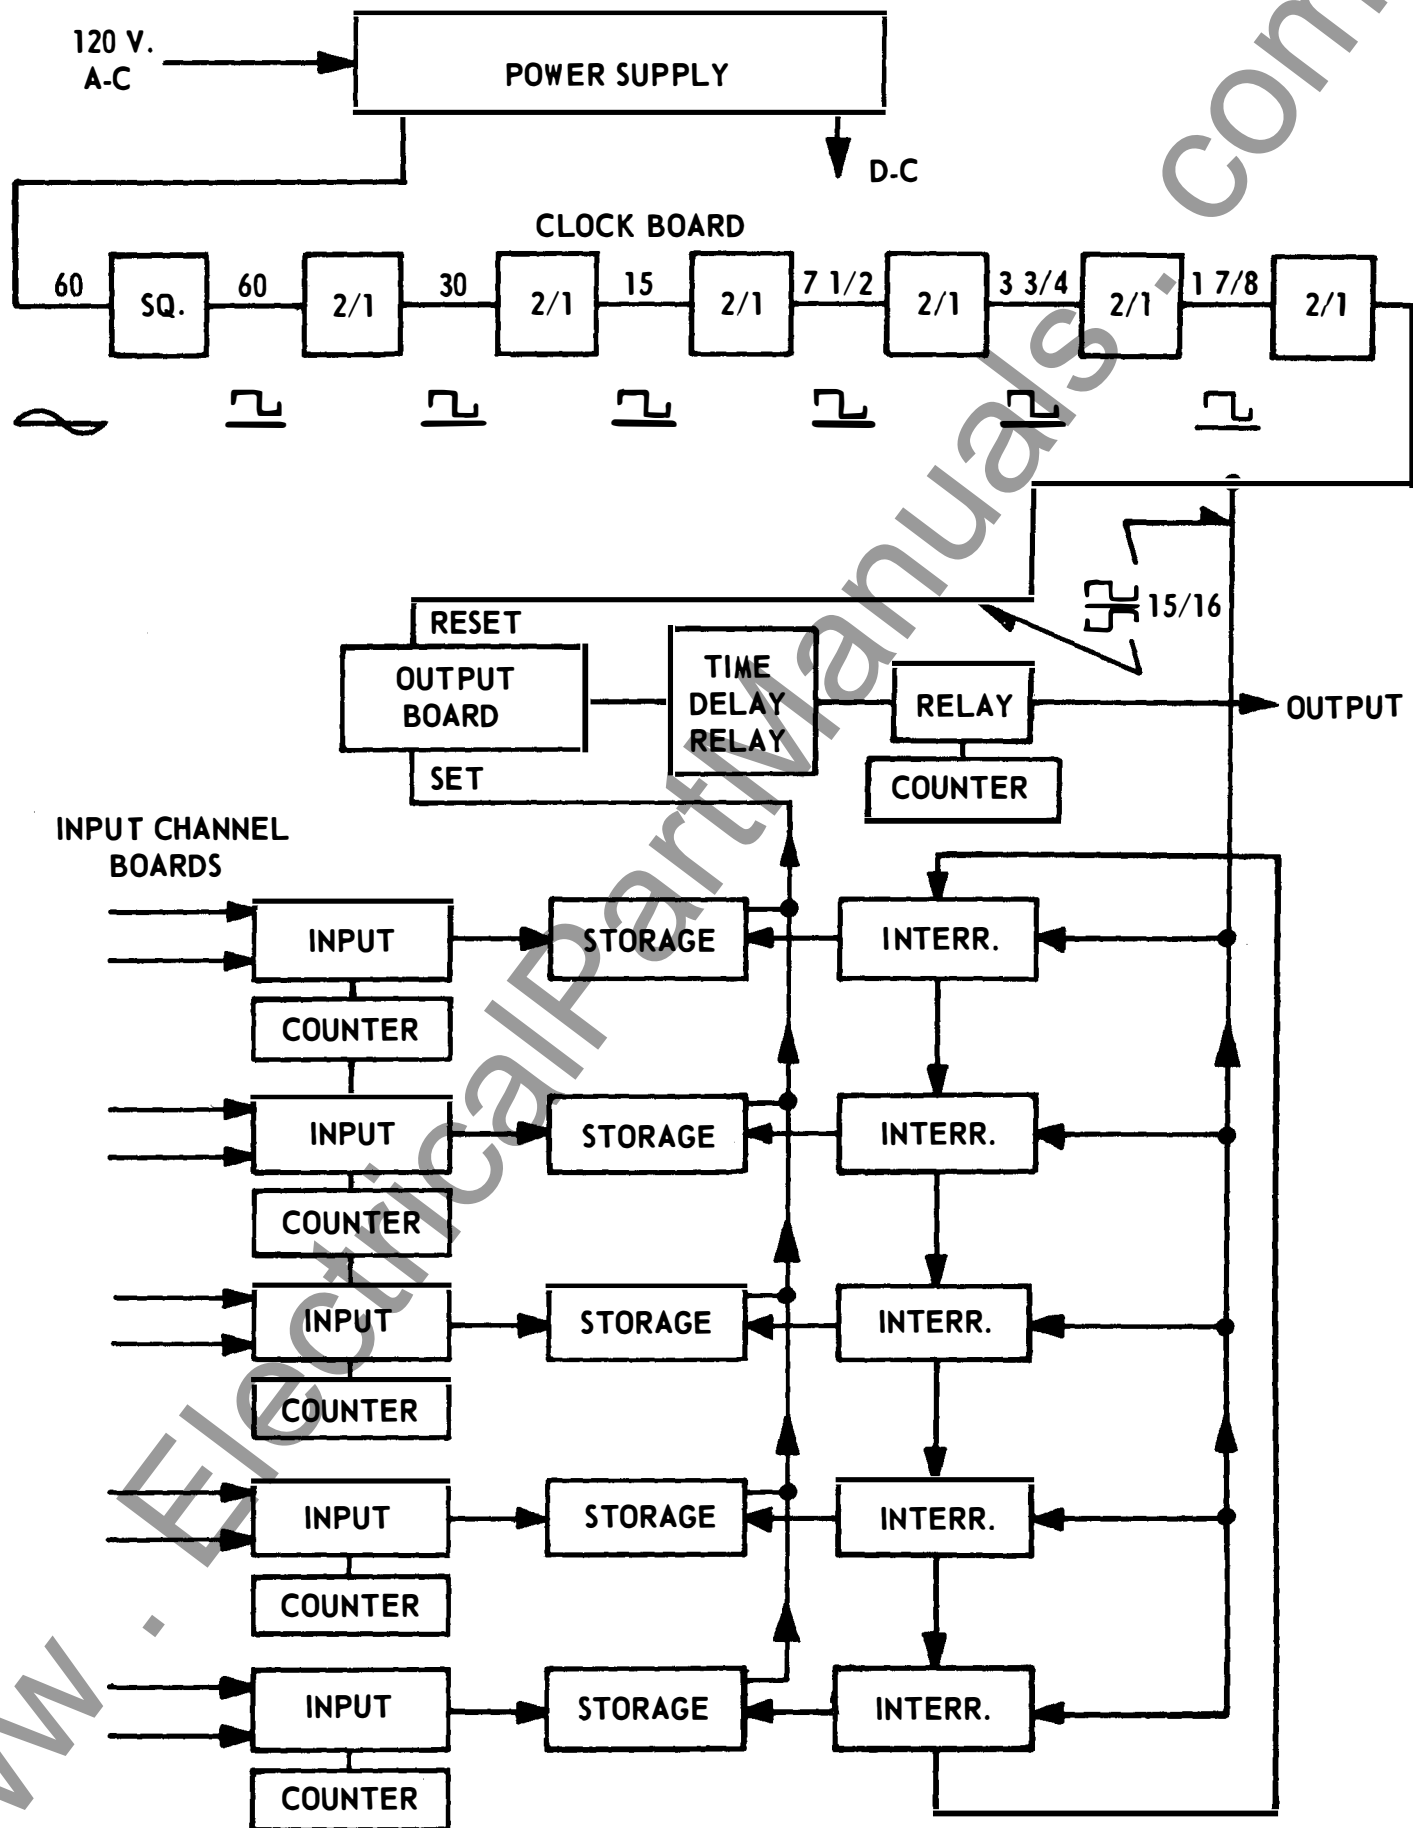 120 V.
A-C
POWER SUPPLY
D-C
CLOCK BOARD
60
SQ.
60
2/1
30
2/1
15
2/1
7 1/2
2/1
3 3/4
2/1
1 7/8
2/1
15/16
RESET
OUTPUT
BOARD
SET
TIME
DELAY
RELAY
RELAY
COUNTER
OUTPUT
INPUT CHANNEL
BOARDS
INPUT
STORAGE
INTERR.
COUNTER
INPUT
STORAGE
INTERR.
COUNTER
INPUT
STORAGE
INTERR.
COUNTER
INPUT
STORAGE
INTERR.
COUNTER
INPUT
STORAGE
INTERR.
COUNTER
w . ElectricalPartManuals . com